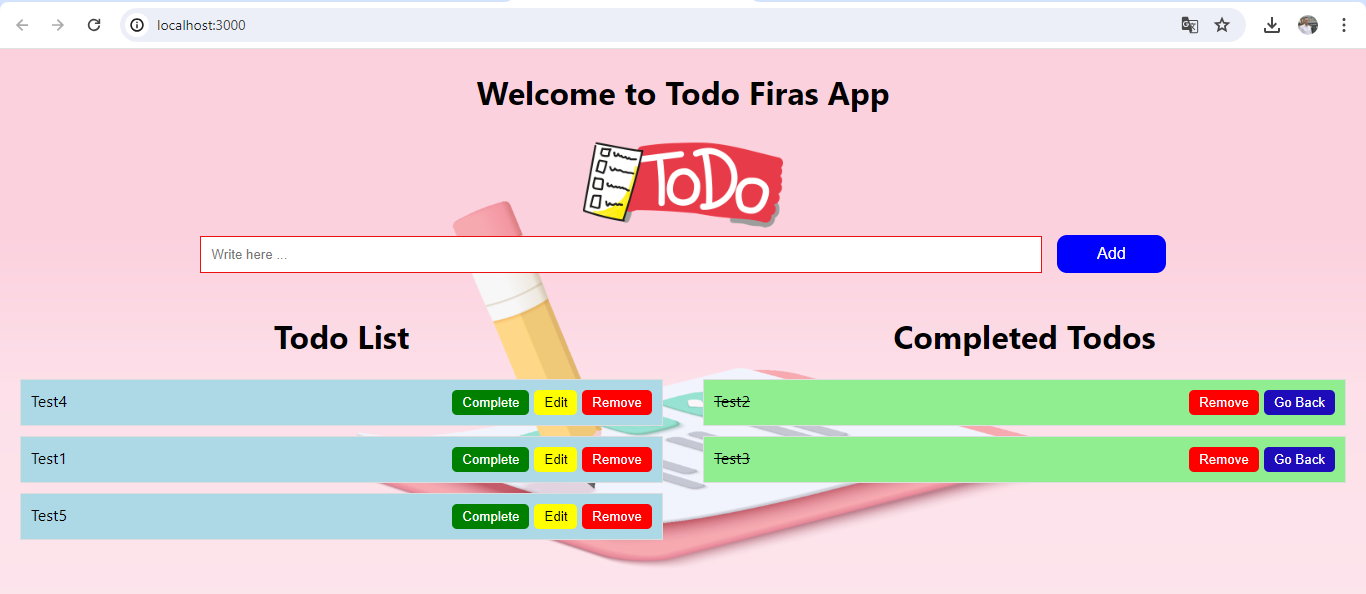 localhost:3000
Welcome to Todo Firas App
ToDo
Write here ...
Add
Todo List
Test4
Complete Edit Remove
Test1
Complete Edit Remove
Test5
Complete Edit Remove
Completed Todos
Test2
Remove Go Back
Test3
Remove Go Back